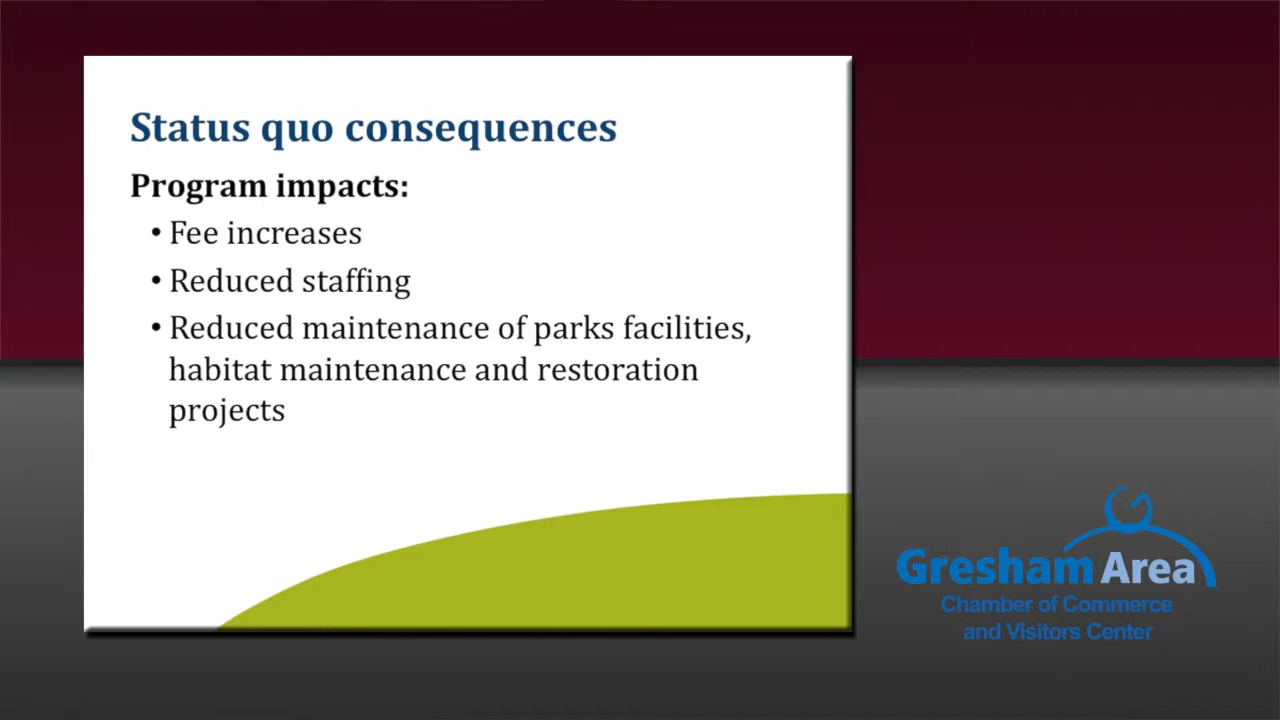 Status quo consequences
Program impacts:
• Fee increases
• Reduced staffing
• Reduced maintenance of parks facilities,
habitat maintenance and restoration
projects
Gresham Area
Chamber of Commerce
and Visitors Center